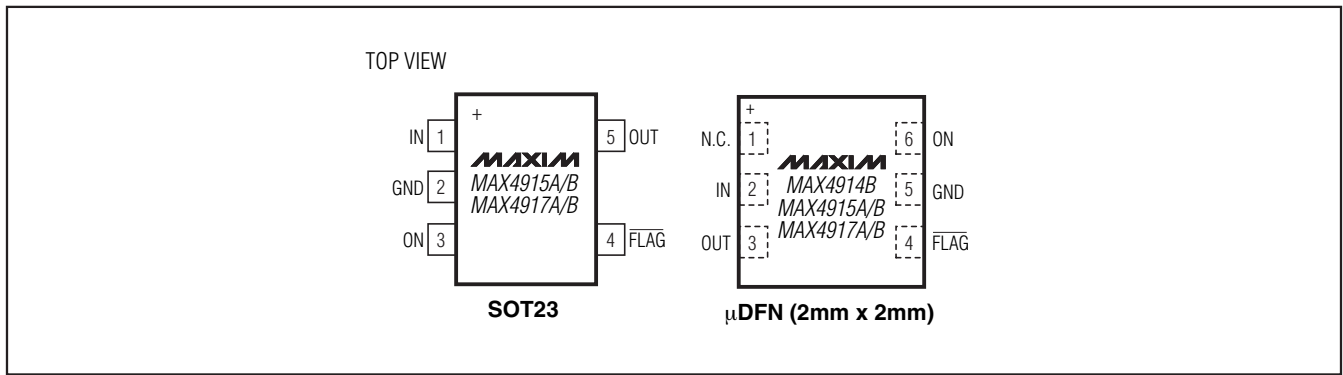 TOP VIEW
+
IN 1
5 OUT
MAXIM
MAX4915A/B
GND 2
MAX4917A/B
ON 3
4 FLAG
SOT23
+
N.C. 1
6 ON
MAXIM
MAX4914B
IN 2
5 GND
MAX4915A/B
MAX4917A/B
OUT 3
4 FLAG
μDFN (2mm x 2mm)